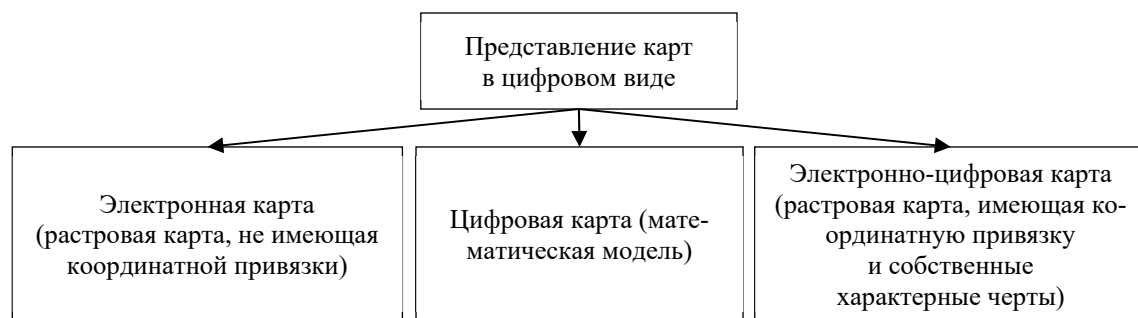 Представление карт
в цифровом виде
Электронная карта
(растровая карта, не имеющая
координатной привязки)
Цифровая карта (мате-
матическая модель)
Электронно-цифровая карта
(растровая карта, имеющая ко-
ординатную привязку
и собственные
характерные черты)